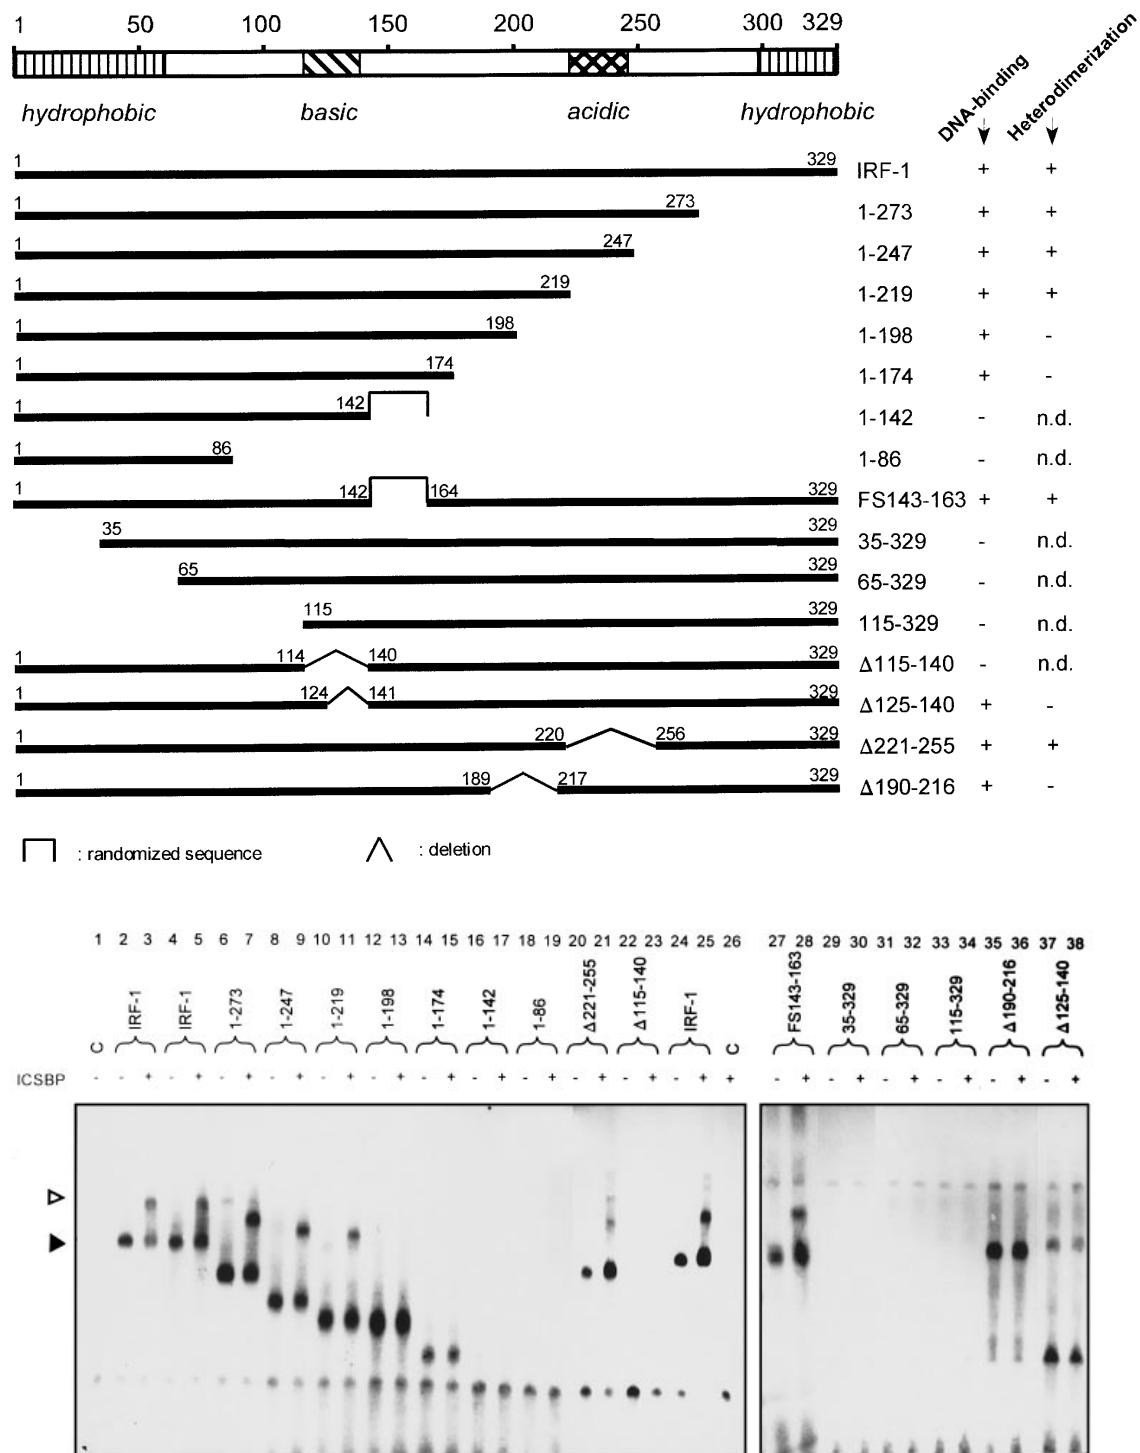 1 50 100 150 200 250 300 329
hydrophobic basic acidic hydrophobic
DNA-binding
Heterodimerization
1 329 IRF-1 + +
1 273 1-273 + +
1 247 1-247 + +
1 219 1-219 + +
1 198 1-198 + -
1 174 1-174 + -
1 142 1-142 - n.d.
1 86 1-86 - n.d.
1 142 164 329 FS143-163 + +
35 329 35-329 - n.d.
65 329 65-329 - n.d.
115 329 115-329 - n.d.
1 114 140 329 Δ115-140 - n.d.
1 124 141 329 Δ125-140 + -
1 220 256 329 Δ221-255 + +
1 189 217 329 Δ190-216 + -
: randomized sequence : deletion
1 2 3 4 5 6 7 8 9 10 11 12 13 14 15 16 17 18 19 20 21 22 23 24 25 26 27 28 29 30 31 32 33 34 35 36 37 38
C IRF-1 IRF-1 1-273 1-247 1-219 1-198 1-174 1-142 1-86 Δ221-255 Δ115-140 IRF-1 C FS143-163 35-329 65-329 115-329 Δ190-216 Δ125-140
ICSBP - - + - + - + - + - + - + - + - + - + - + - + - + + - + - + - + - + - + - +